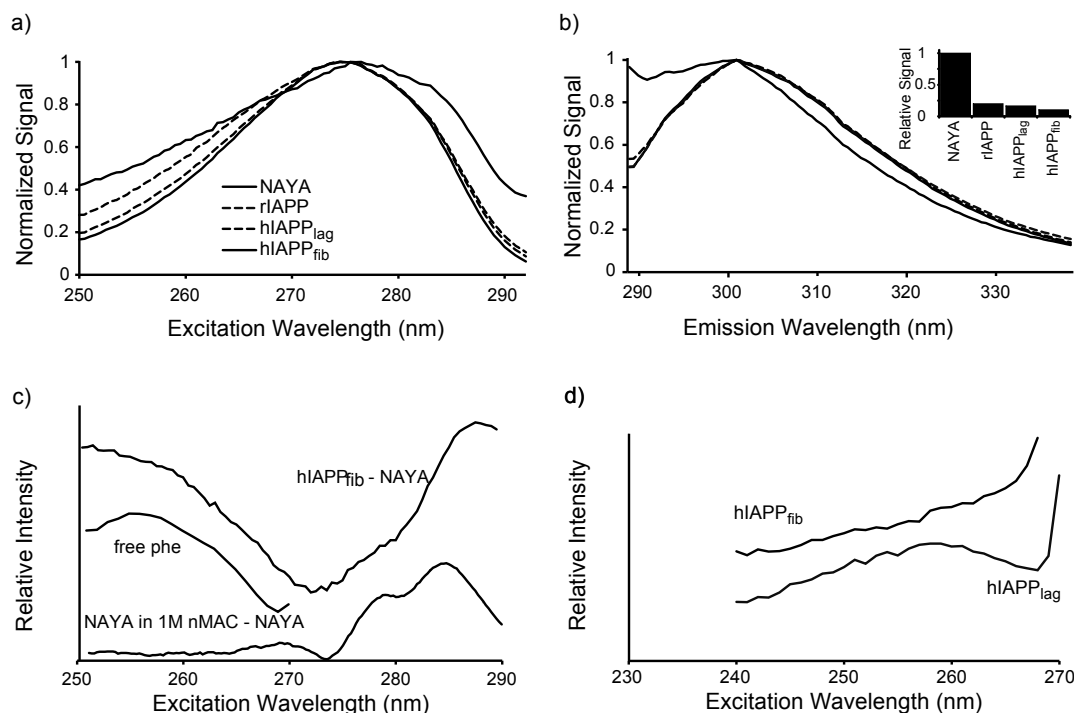 a)
Normalized Signal
1
0.8
0.6
0.4
0.2
0
NAYA
rIAPP
hIAPPlag
hIAPPfib
250 260 270 280 290
Excitation Wavelength (nm)
b)
Normalized Signal
1
0.8
0.6
0.4
0.2
0
Relative Signal
1
0.5
0
NAYA
rIAPP
hIAPPlag
hIAPPfib
290 300 310 320 330
Emission Wavelength (nm)
c)
Relative Intensity
hIAPPfib - NAYA
free phe
NAYA in 1M nMAC - NAYA
250 260 270 280 290
Excitation Wavelength (nm)
d)
Relative Intensity
hIAPPfib
hIAPPlag
230 240 250 260 270
Excitation Wavelength (nm)